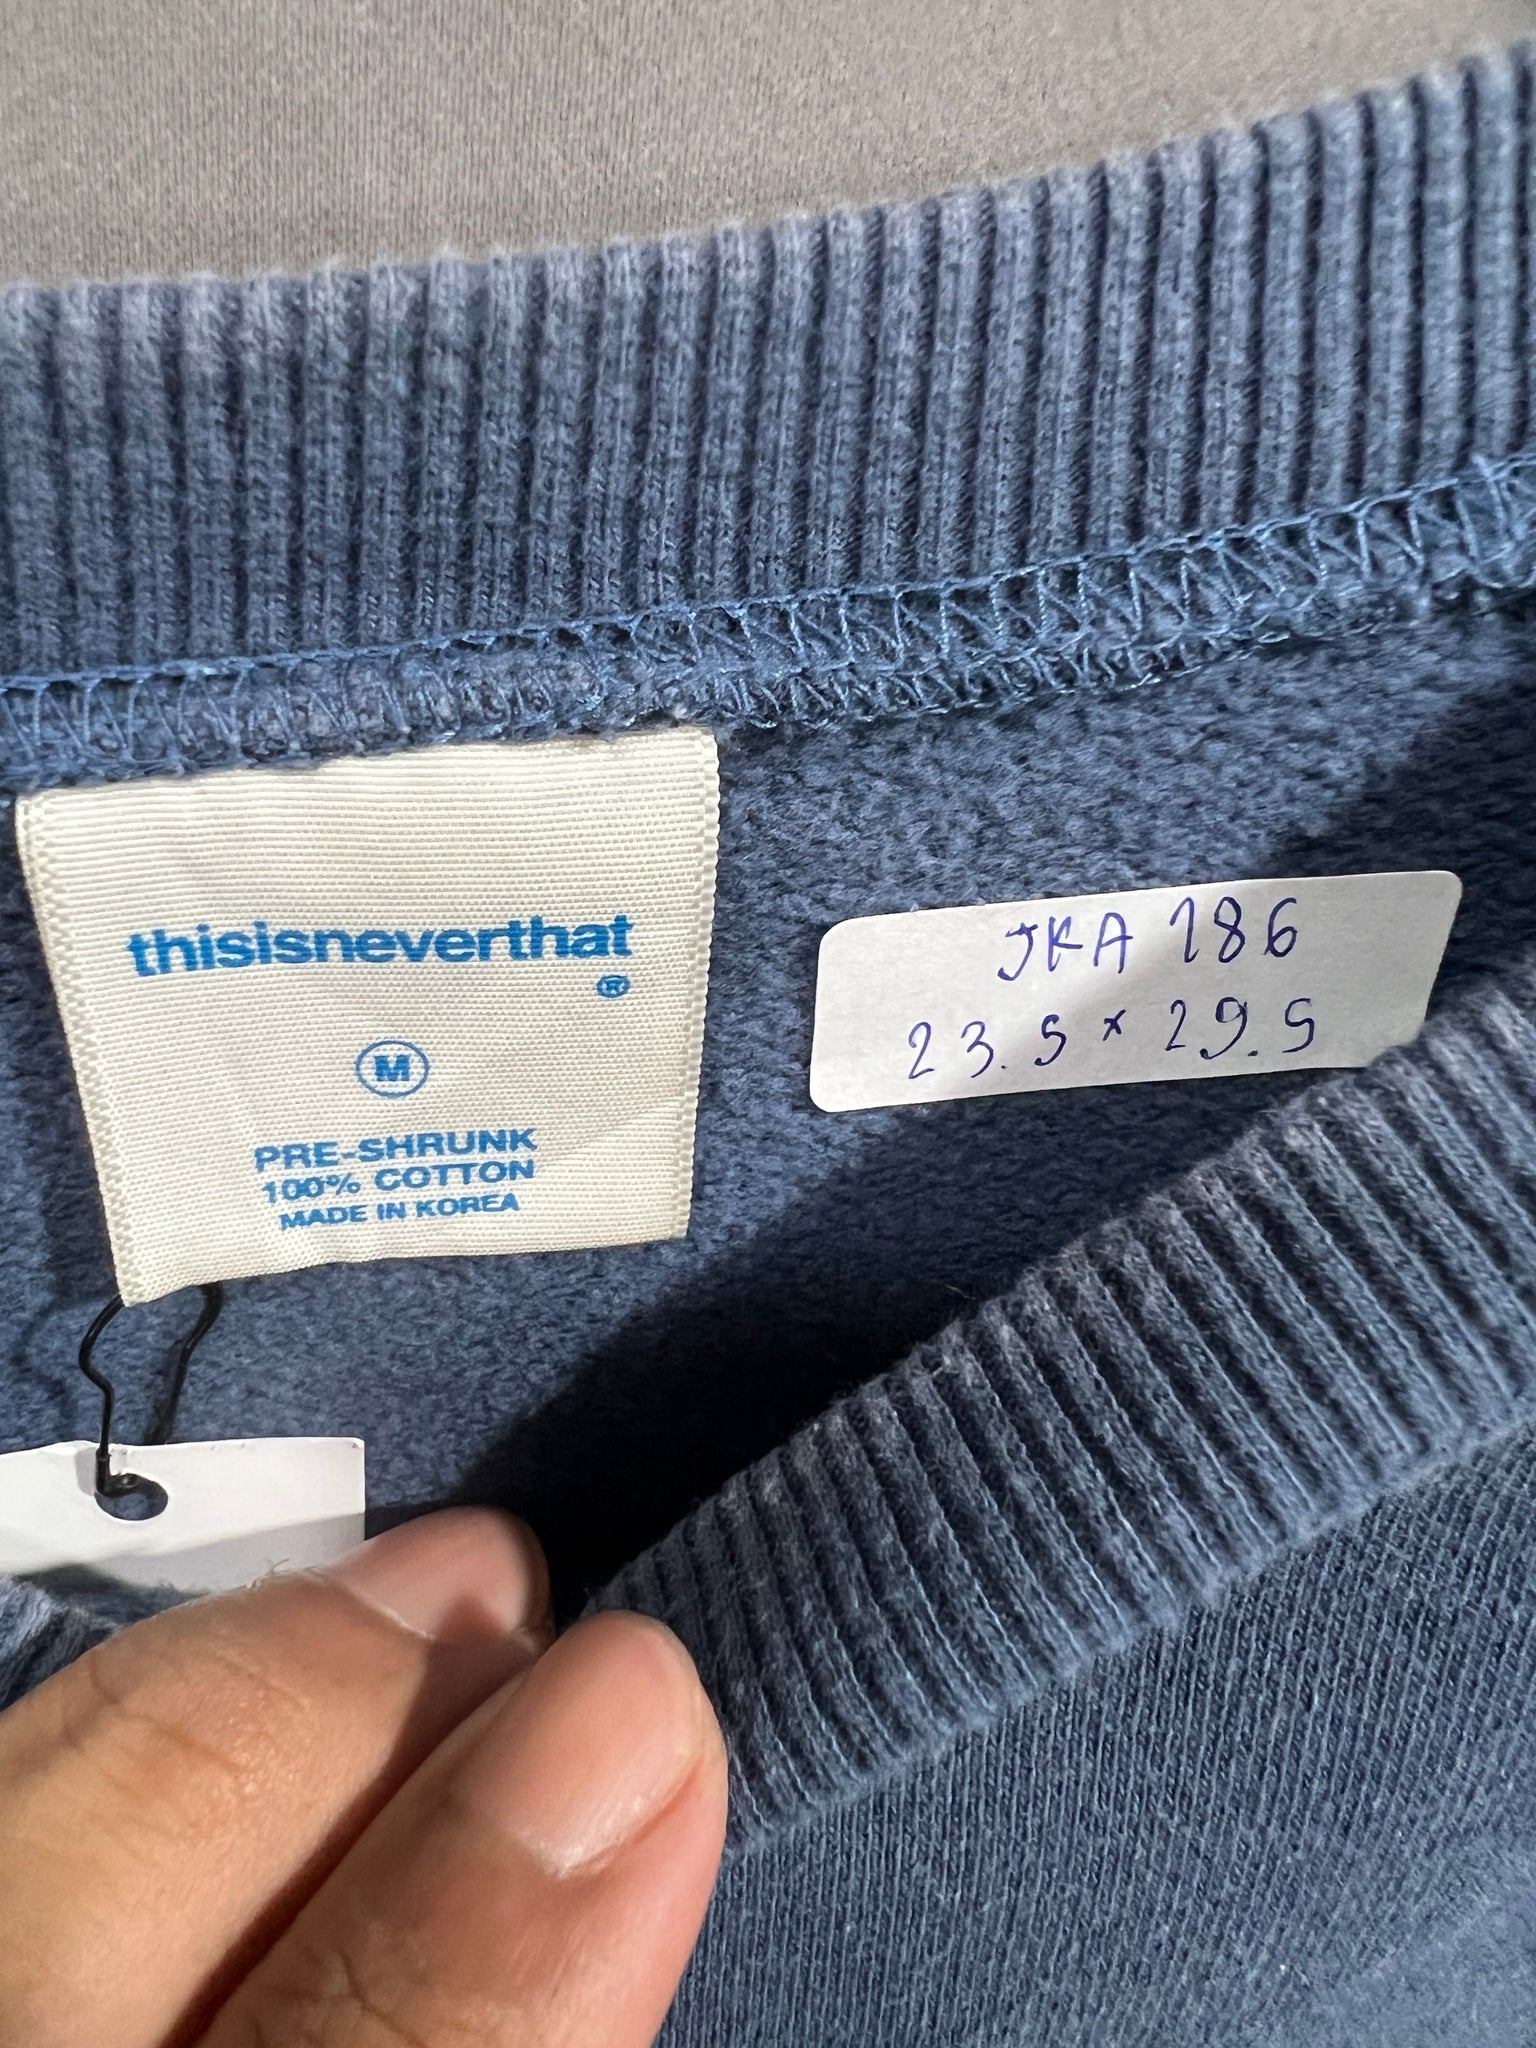 thisisneverthat
®
M
PRE-SHRUNK
100% COTTON
MADE IN KOREA
JKA 186
23.5 × 29.5